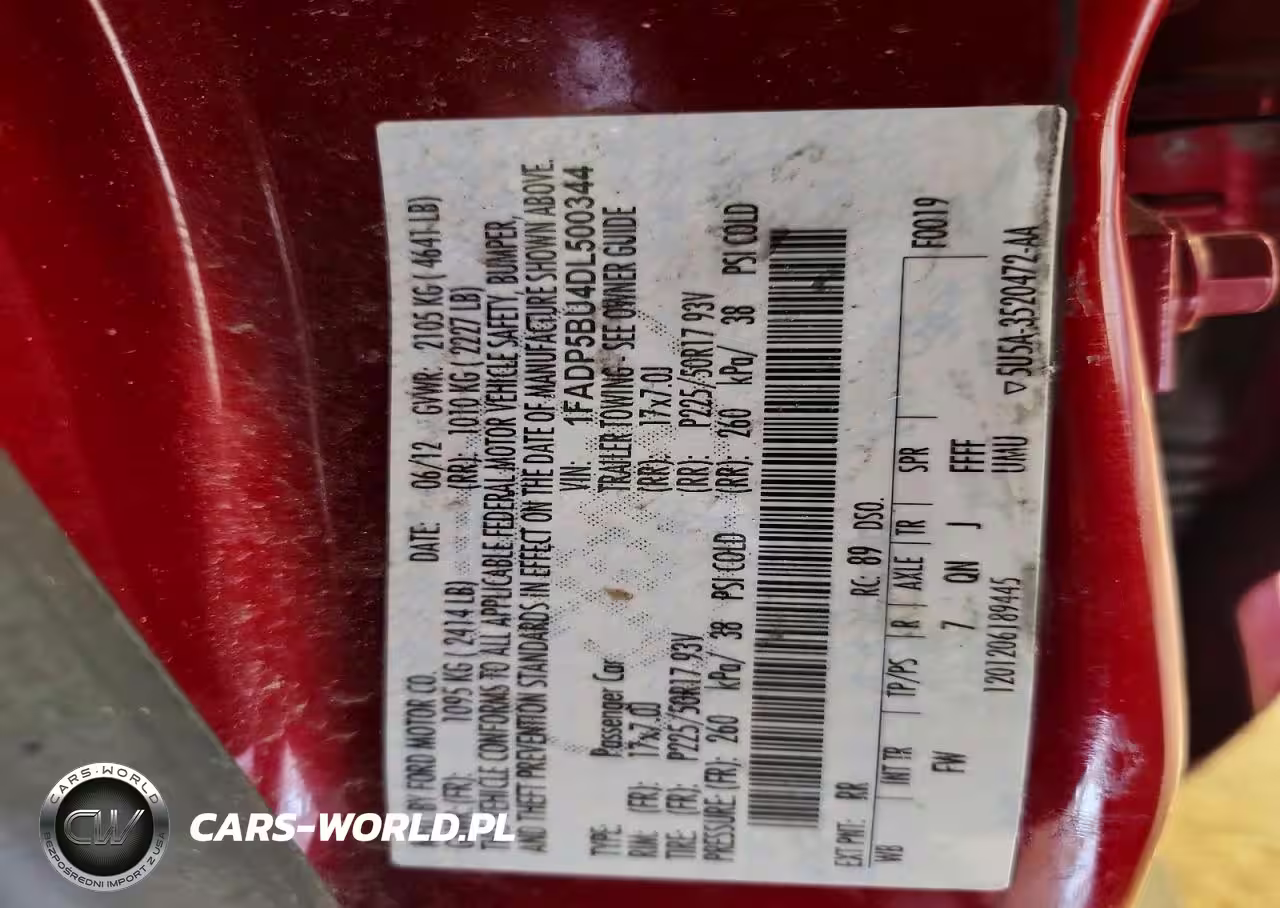 BY FORD MOTOR CO. DATE: 06/12 GVWR: 2105 KG ( 4641 LB)
(FR): 1095 KG ( 2414 LB) (RR): 1010 KG ( 2227 LB)
THIS VEHICLE CONFORMS TO ALL APPLICABLE FEDERAL MOTOR VEHICLE SAFETY, BUMPER,
AND THEFT PREVENTION STANDARDS IN EFFECT ON THE DATE OF MANUFACTURE SHOWN ABOVE.
VIN: 1FADP5BU4DL500344
TYPE: Passenger Car TRAILER TOWING - SEE OWNER GUIDE
RIM: (FR): 17x7.0J (RR): 17x7.0J
TIRE: (FR): P225/50R17 93V (RR): P225/50R17 93V
PRESSURE (FR): 260 kPa/ 38 PSI COLD (RR): 260 kPa/ 38 PSI COLD
EXT PNT: RR RC: 89 DSO:
WB INT TR TP/PS R AXLE TR SPR F0019
FW 7 QN J FFFF
1201206189445 UMU ▽5U5A-3520472-AA
CARS-WORLD
CW
BEZPOŚREDNI IMPORT Z USA
CARS-WORLD.PL